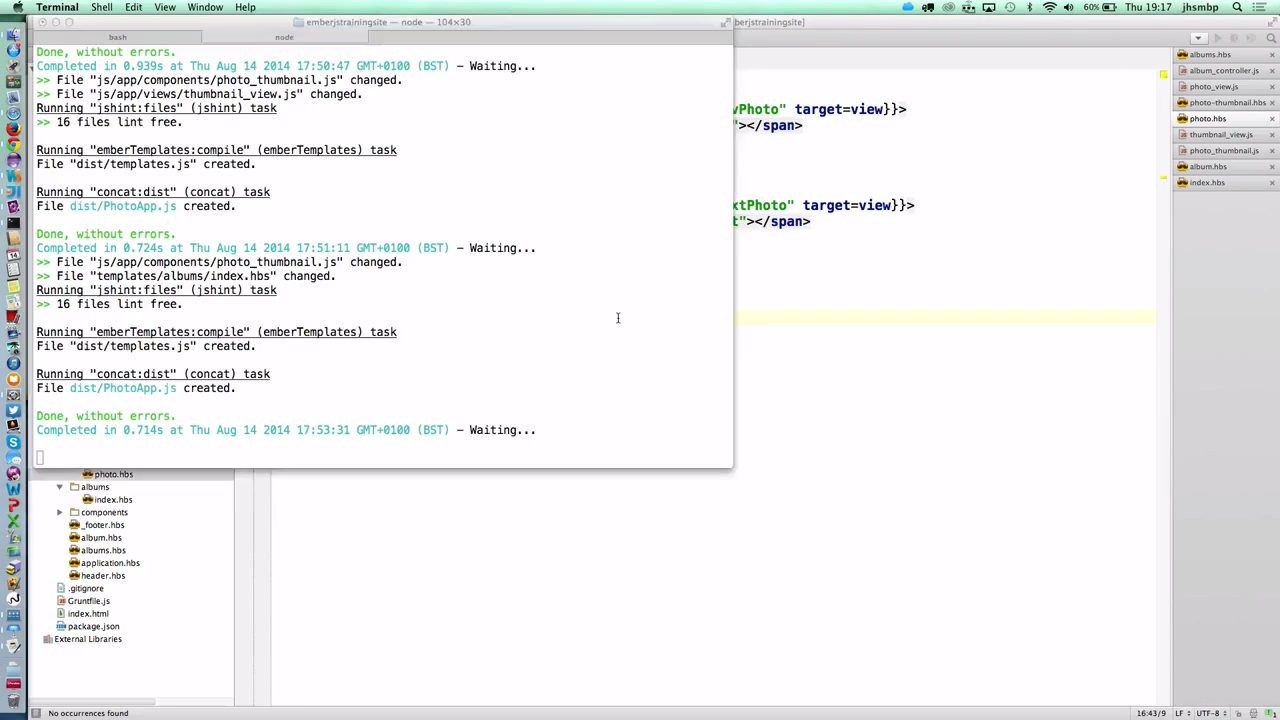 Terminal Shell Edit View Window Help
60% Thu 19:17 jhsmbp
emberjstrainingsite — node — 104×30
mberjstrainingsite]
bash
node
Done, without errors.
Completed in 0.939s at Thu Aug 14 2014 17:50:47 GMT+0100 (BST) - Waiting...
>> File "js/app/components/photo_thumbnail.js" changed.
>> File "js/app/views/thumbnail_view.js" changed.
Running "jshint:files" (jshint) task
>> 16 files lint free.
Running "emberTemplates:compile" (emberTemplates) task
File "dist/templates.js" created.
Running "concat:dist" (concat) task
File dist/PhotoApp.js created.
Done, without errors.
Completed in 0.724s at Thu Aug 14 2014 17:51:11 GMT+0100 (BST) - Waiting...
>> File "js/app/components/photo_thumbnail.js" changed.
>> File "templates/albums/index.hbs" changed.
Running "jshint:files" (jshint) task
>> 16 files lint free.
Running "emberTemplates:compile" (emberTemplates) task
File "dist/templates.js" created.
Running "concat:dist" (concat) task
File dist/PhotoApp.js created.
Done, without errors.
Completed in 0.714s at Thu Aug 14 2014 17:53:31 GMT+0100 (BST) - Waiting...
vPhoto" target=view}}>
"></span>
xtPhoto" target=view}}>
t"></span>
albums.hbs
album_controller.js
photo_view.js
photo-thumbnail.hbs
photo.hbs
thumbnail_view.js
photo_thumbnail.js
album.hbs
index.hbs
photo.hbs
albums
index.hbs
components
_footer.hbs
album.hbs
albums.hbs
application.hbs
header.hbs
.gitignore
Gruntfile.js
index.html
package.json
External Libraries
No occurrences found
16:43/9 LF UTF-8